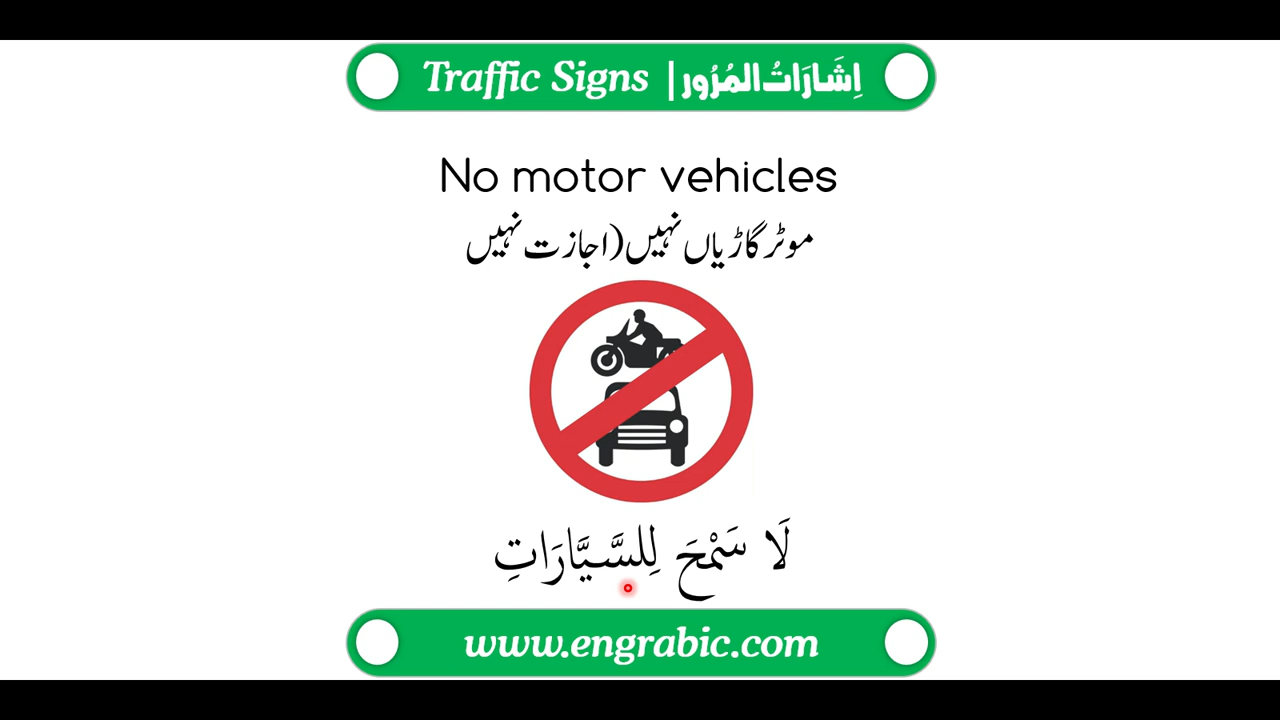 Traffic Signs | اِشَارَاتُ المُرُور
No motor vehicles
موٹر گاڑیاں نہیں(اجازت نہیں
لَا سَمْحَ لِلسَّيَّارَاتِ
www.engrabic.com